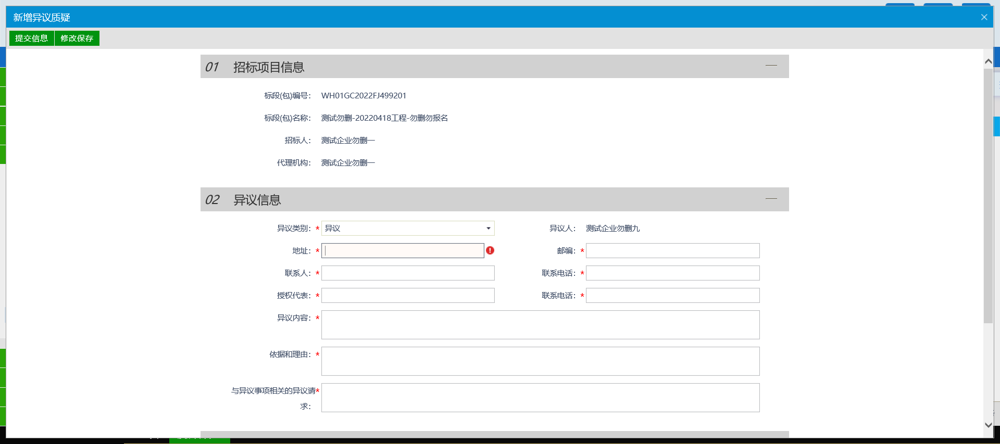 新增异议质疑
提交信息 修改保存
01 招标项目信息
标段(包)编号： WH01GC2022FJ499201
标段(包)名称： 测试勿删-20220418工程-勿删勿报名
招标人： 测试企业勿删一
代理机构： 测试企业勿删一
02 异议信息
异议类别：* 异议 异议人： 测试企业勿删九
地址：* 邮编：*
联系人：* 联系电话：*
授权代表：* 联系电话：*
异议内容：*
依据和理由：*
与异议事项相关的异议请*
求：